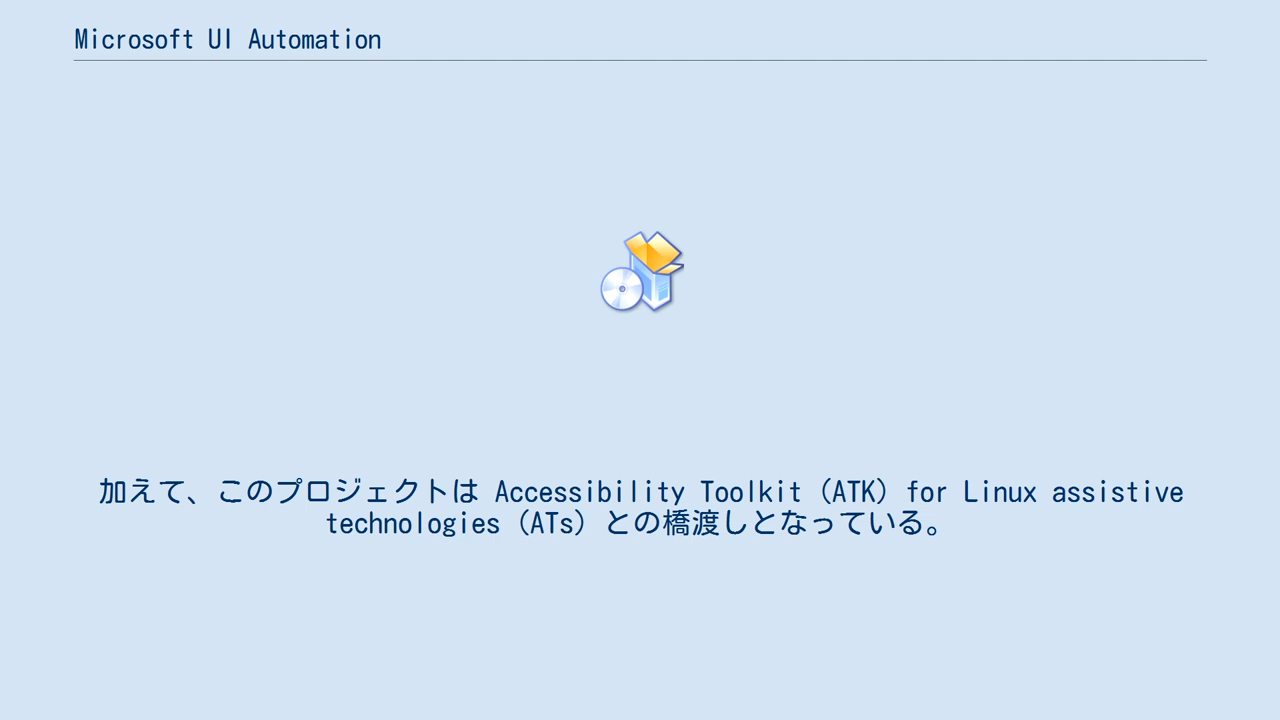 Microsoft UI Automation
加えて、このプロジェクトは Accessibility Toolkit (ATK) for Linux assistive
technologies (ATs) との橋渡しとなっている。